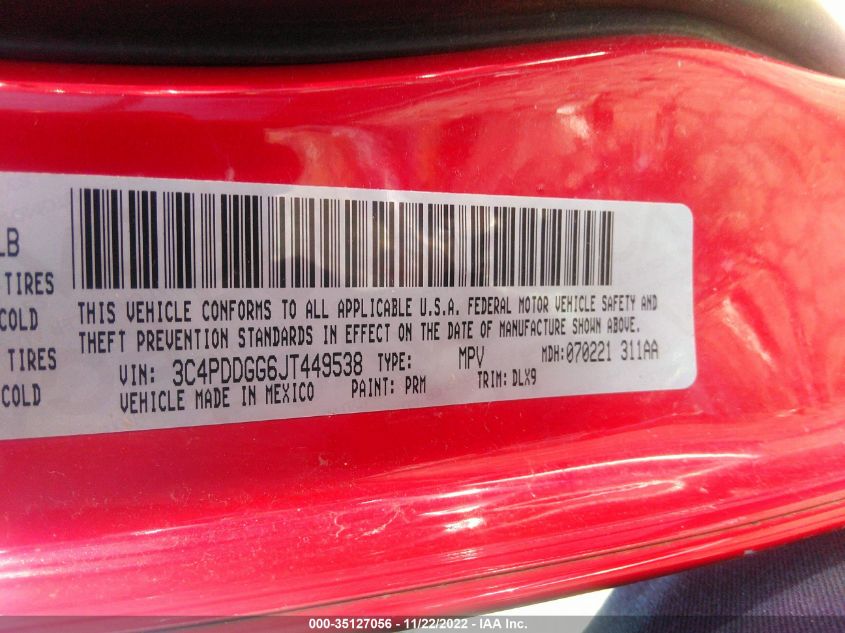 LB
TIRES
COLD
TIRES
COLD
THIS VEHICLE CONFORMS TO ALL APPLICABLE U.S.A. FEDERAL MOTOR VEHICLE SAFETY AND
THEFT PREVENTION STANDARDS IN EFFECT ON THE DATE OF MANUFACTURE SHOWN ABOVE.
VIN: 3C4PDDGG6JT449538 TYPE: MPV MDH:070221 311AA
VEHICLE MADE IN MEXICO PAINT: PRM TRIM: DLX9
000-35127056 - 11/22/2022 - IAA Inc.